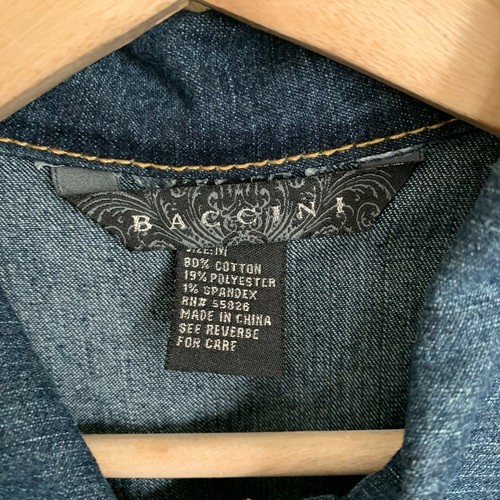 BACCINI
SIZE: M
80% COTTON
19% POLYESTER
1% SPANDEX
RN# 55826
MADE IN CHINA
SEE REVERSE
FOR CARE